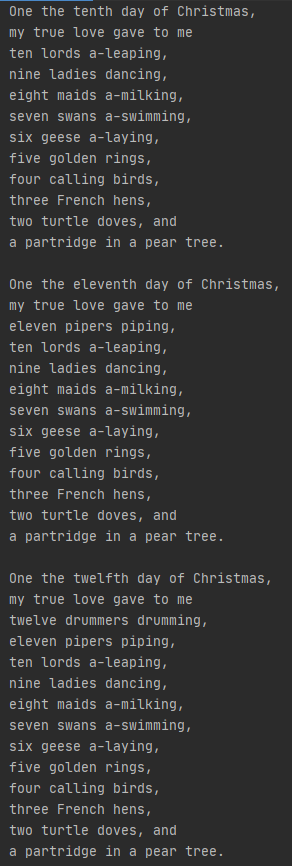 One the tenth day of Christmas,
my true love gave to me
ten lords a-leaping,
nine ladies dancing,
eight maids a-milking,
seven swans a-swimming,
six geese a-laying,
five golden rings,
four calling birds,
three French hens,
two turtle doves, and
a partridge in a pear tree.

One the eleventh day of Christmas,
my true love gave to me
eleven pipers piping,
ten lords a-leaping,
nine ladies dancing,
eight maids a-milking,
seven swans a-swimming,
six geese a-laying,
five golden rings,
four calling birds,
three French hens,
two turtle doves, and
a partridge in a pear tree.

One the twelfth day of Christmas,
my true love gave to me
twelve drummers drumming,
eleven pipers piping,
ten lords a-leaping,
nine ladies dancing,
eight maids a-milking,
seven swans a-swimming,
six geese a-laying,
five golden rings,
four calling birds,
three French hens,
two turtle doves, and
a partridge in a pear tree.